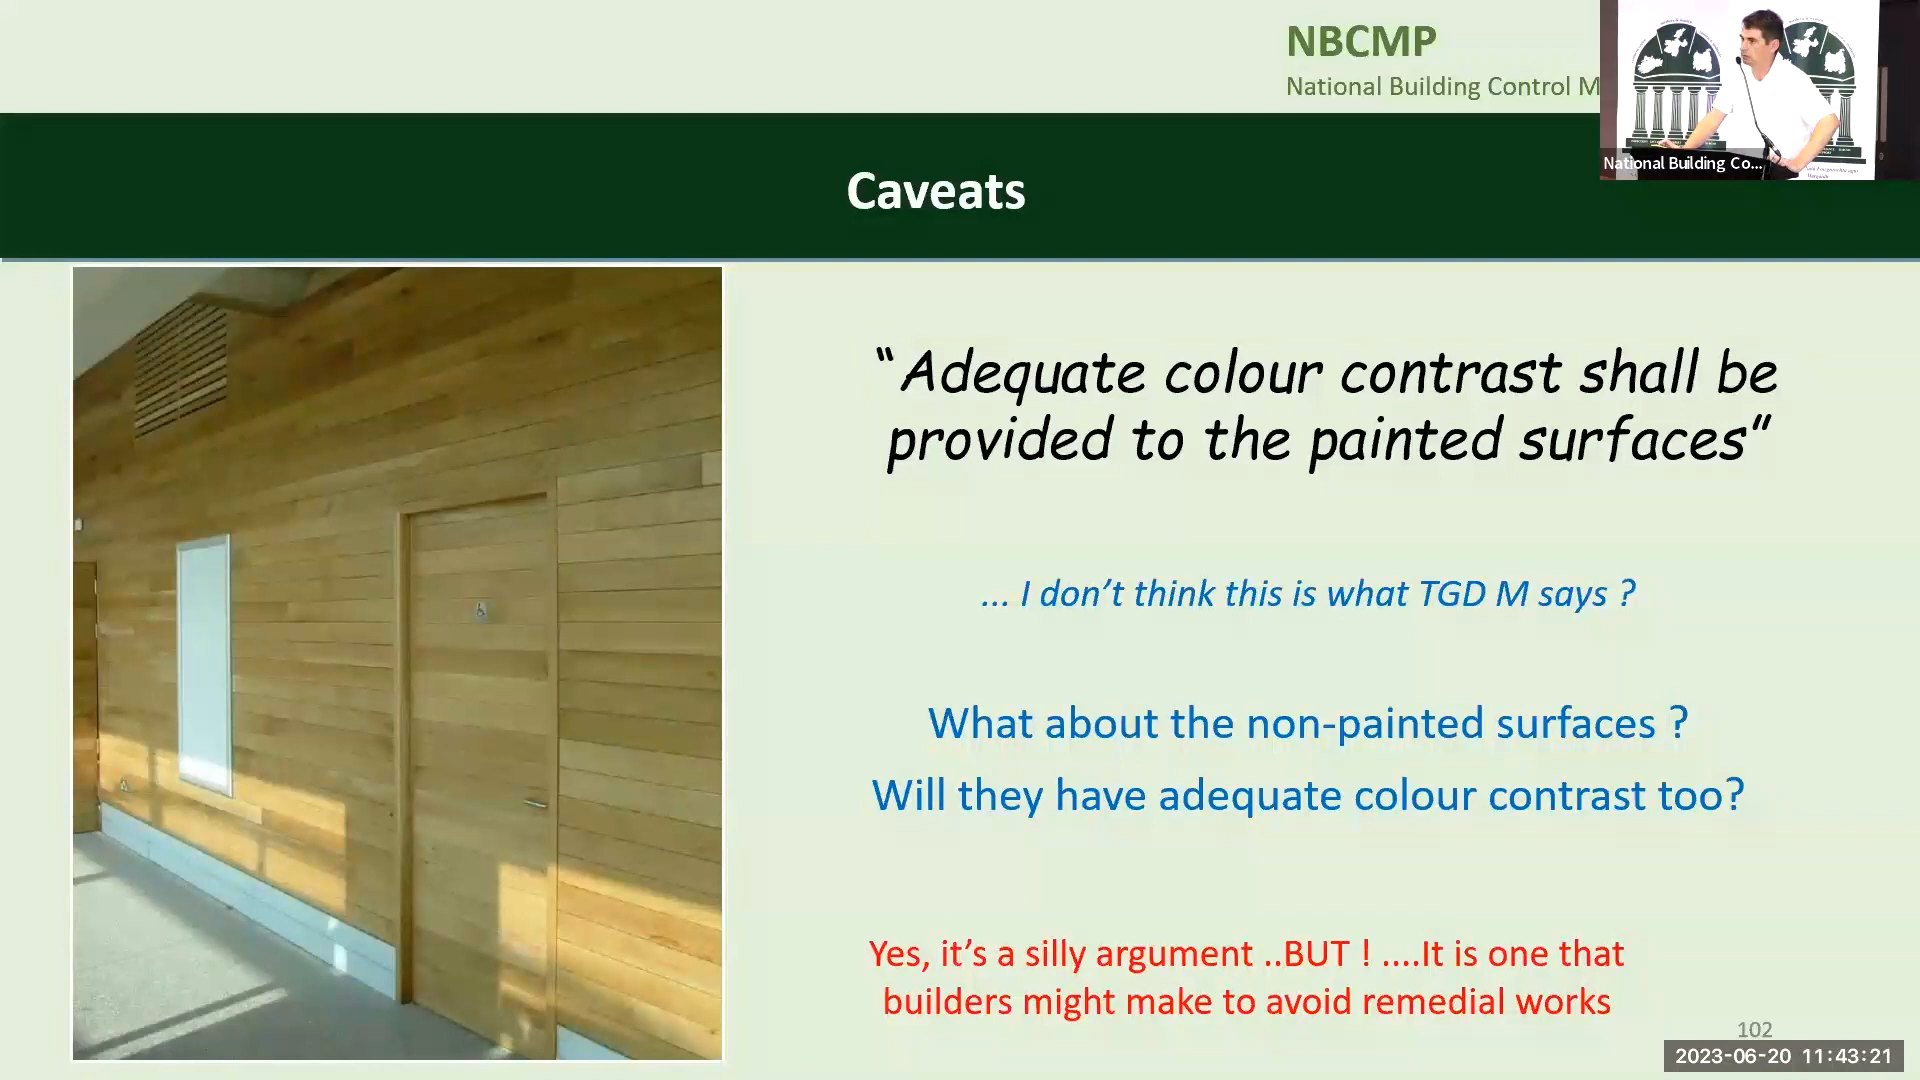 NBCMP
National Building Control M
National Building Co...
Caveats
“Adequate colour contrast shall be
provided to the painted surfaces”
... I don’t think this is what TGD M says ?
What about the non-painted surfaces ?
Will they have adequate colour contrast too?
Yes, it’s a silly argument ..BUT ! ....It is one that
builders might make to avoid remedial works
102
2023-06-20 11:43:21